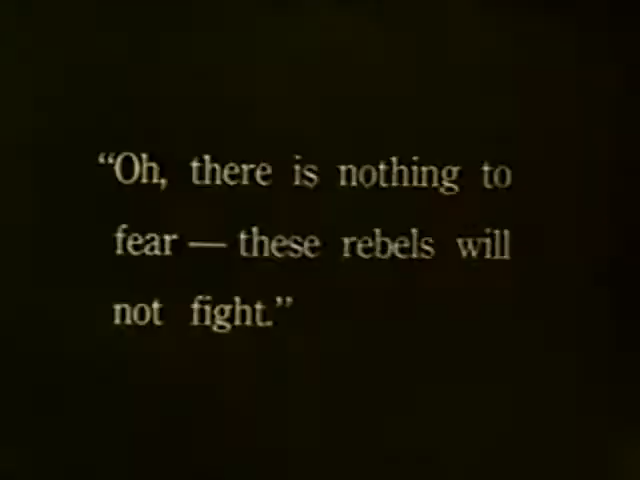 “Oh, there is nothing to
fear — these rebels will
not fight.”